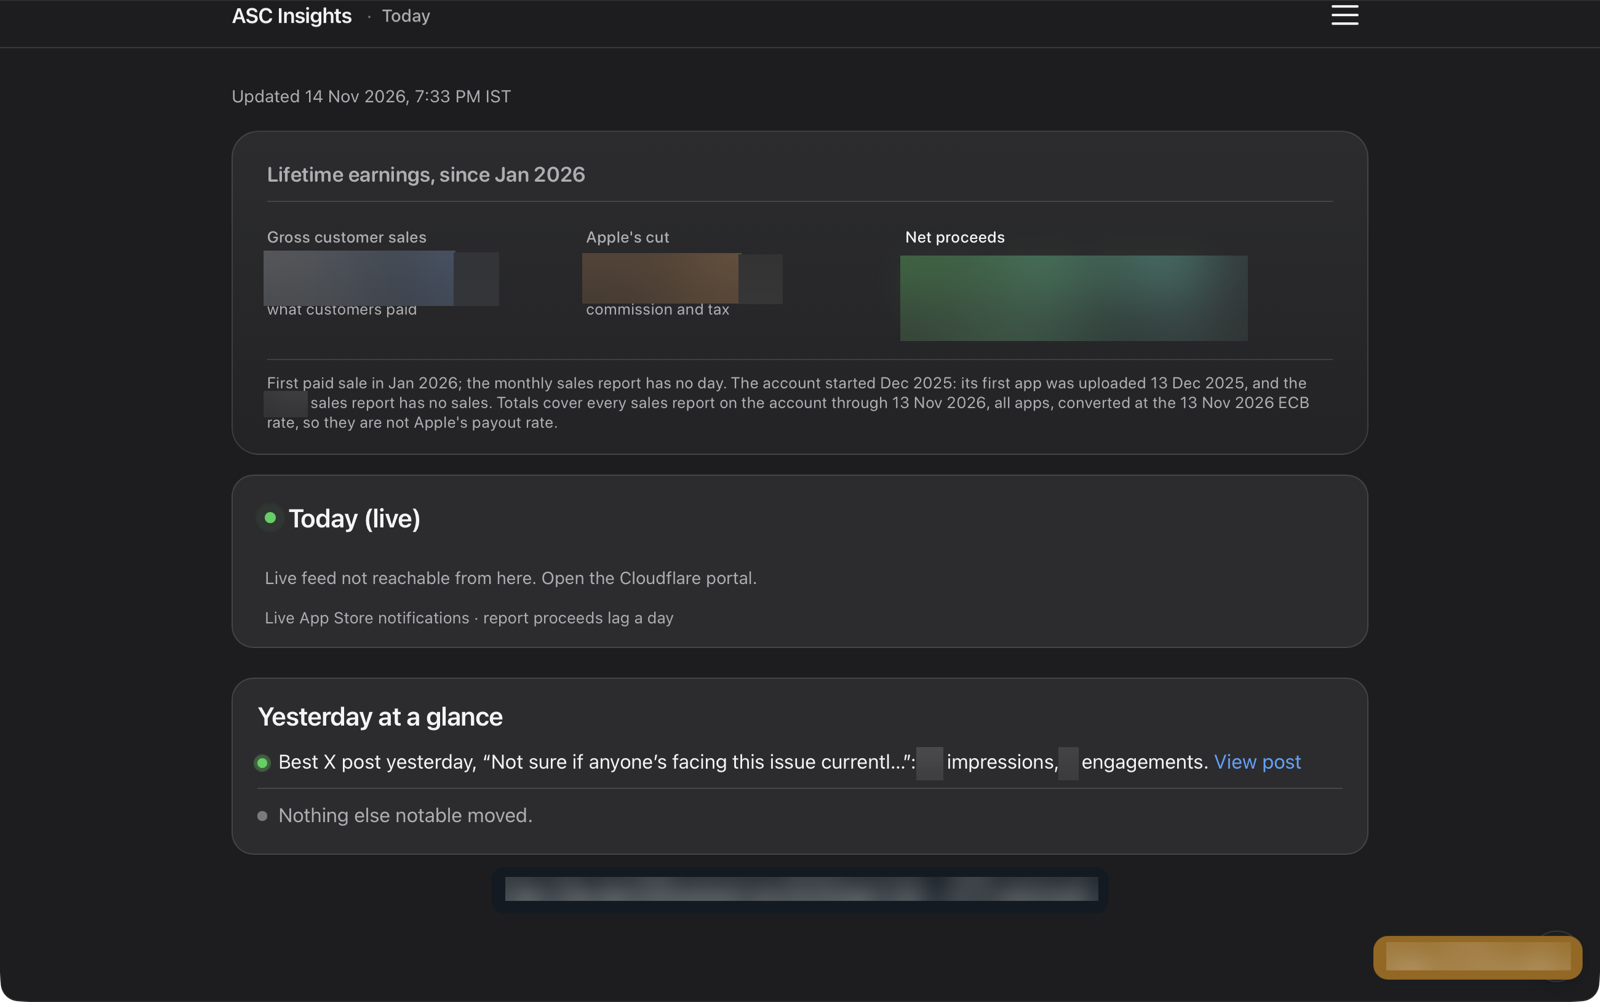 ASC Insights · Today
Updated 14 Nov 2026, 7:33 PM IST
Lifetime earnings, since Jan 2026
Gross customer sales
what customers paid
Apple's cut
commission and tax
Net proceeds
First paid sale in Jan 2026; the monthly sales report has no day. The account started Dec 2025: its first app was uploaded 13 Dec 2025, and the
sales report has no sales. Totals cover every sales report on the account through 13 Nov 2026, all apps, converted at the 13 Nov 2026 ECB
rate, so they are not Apple's payout rate.
Today (live)
Live feed not reachable from here. Open the Cloudflare portal.
Live App Store notifications · report proceeds lag a day
Yesterday at a glance
Best X post yesterday, “Not sure if anyone’s facing this issue currentl…”: impressions, engagements. View post
Nothing else notable moved.